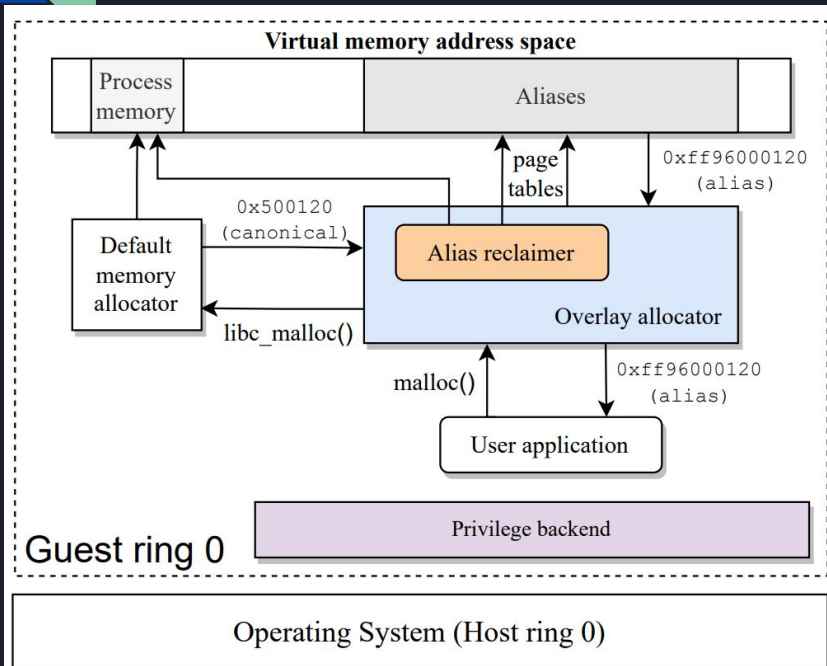 Virtual memory address space
Process
memory
Aliases
page
tables
0xff96000120
(alias)
0x500120
(canonical)
Default
memory
allocator
Alias reclaimer
Overlay allocator
libc_malloc()
malloc()
0xff96000120
(alias)
User application
Privilege backend
Guest ring 0
Operating System (Host ring 0)